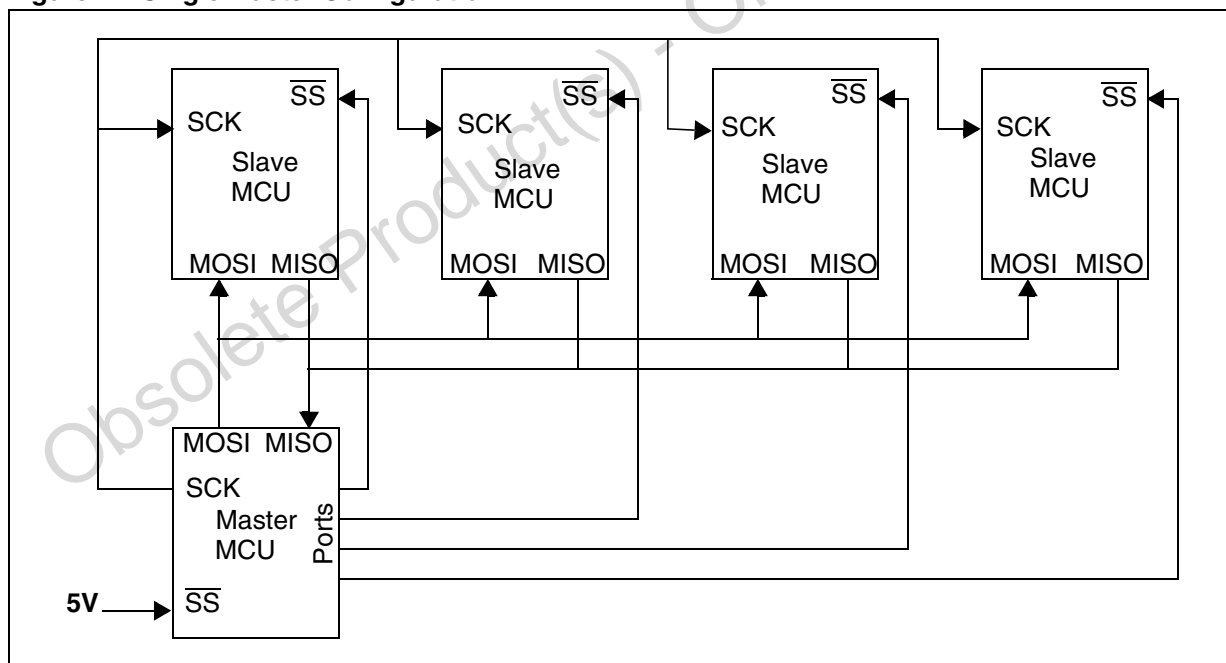 SS SS SS SS
SCK SCK SCK SCK
Slave Slave Slave Slave
MCU MCU MCU MCU
MOSI MISO MOSI MISO MOSI MISO MOSI MISO
MOSI MISO
SCK
Master
MCU
Ports
5V SS
Obsolete Product(s) -